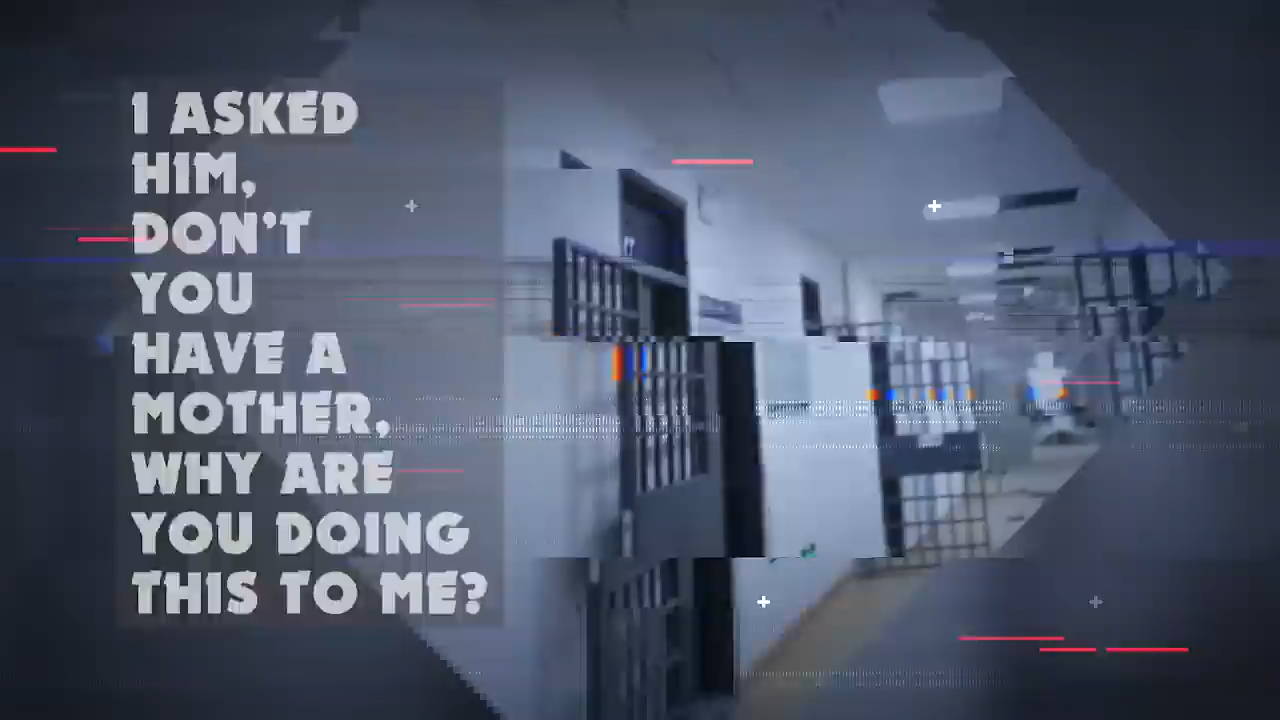 I ASKED
HIM,
DON'T
YOU
HAVE A
MOTHER,
WHY ARE
YOU DOING
THIS TO ME?